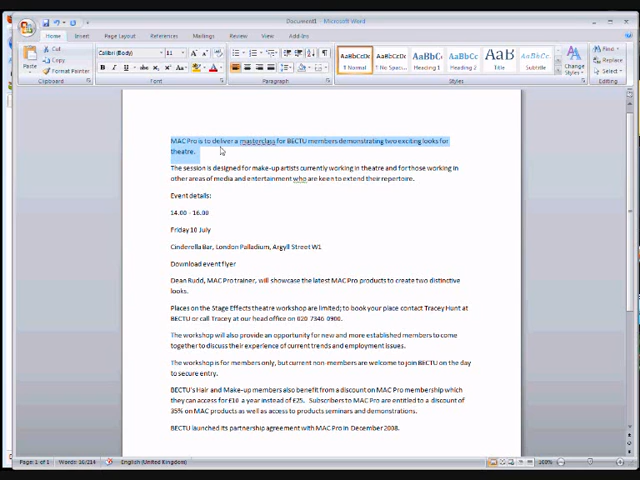 Document1 - Microsoft Word
Home Insert Page Layout References Mailings Review View Add-Ins
Cut
Copy
Format Painter
Paste
Clipboard
Calibri (Body) 11
Font
Paragraph
AaBbCcDc AaBbCcDc AaBbCc AaBbCc AaB AaBbCc
¶ Normal ¶ No Spaci... Heading 1 Heading 2 Title Subtitle
Change Styles
Styles
Find
Replace
Select
Editing
MAC Pro is to deliver a masterclass for BECTU members demonstrating two exciting looks for
theatre.
The session is designed for make-up artists currently working in theatre and for those working in
other areas of media and entertainment who are keen to extend their repertoire.
Event details:
14.00 - 16.00
Friday 10 July
Cinderella Bar, London Palladium, Argyll Street W1
Download event flyer
Dean Rudd, MAC Pro trainer, will showcase the latest MAC Pro products to create two distinctive
looks.
Places on the Stage Effects theatre workshop are limited; to book your place contact Tracey Hunt at
BECTU or call Tracey at our head office on 020 7346 0900.
The workshop will also provide an opportunity for new and more established members to come
together to discuss their experience of current trends and employment issues.
The workshop is for members only, but current non-members are welcome to join BECTU on the day
to secure entry.
BECTU's Hair and Make-up members also benefit from a discount on MAC Pro membership which
they can access for £10 a year instead of £25. Subscribers to MAC Pro are entitled to a discount of
35% on MAC products as well as access to products seminars and demonstrations.
BECTU launched its partnership agreement with MAC Pro in December 2008.
Page: 1 of 1 Words: 16/214 English (United Kingdom)